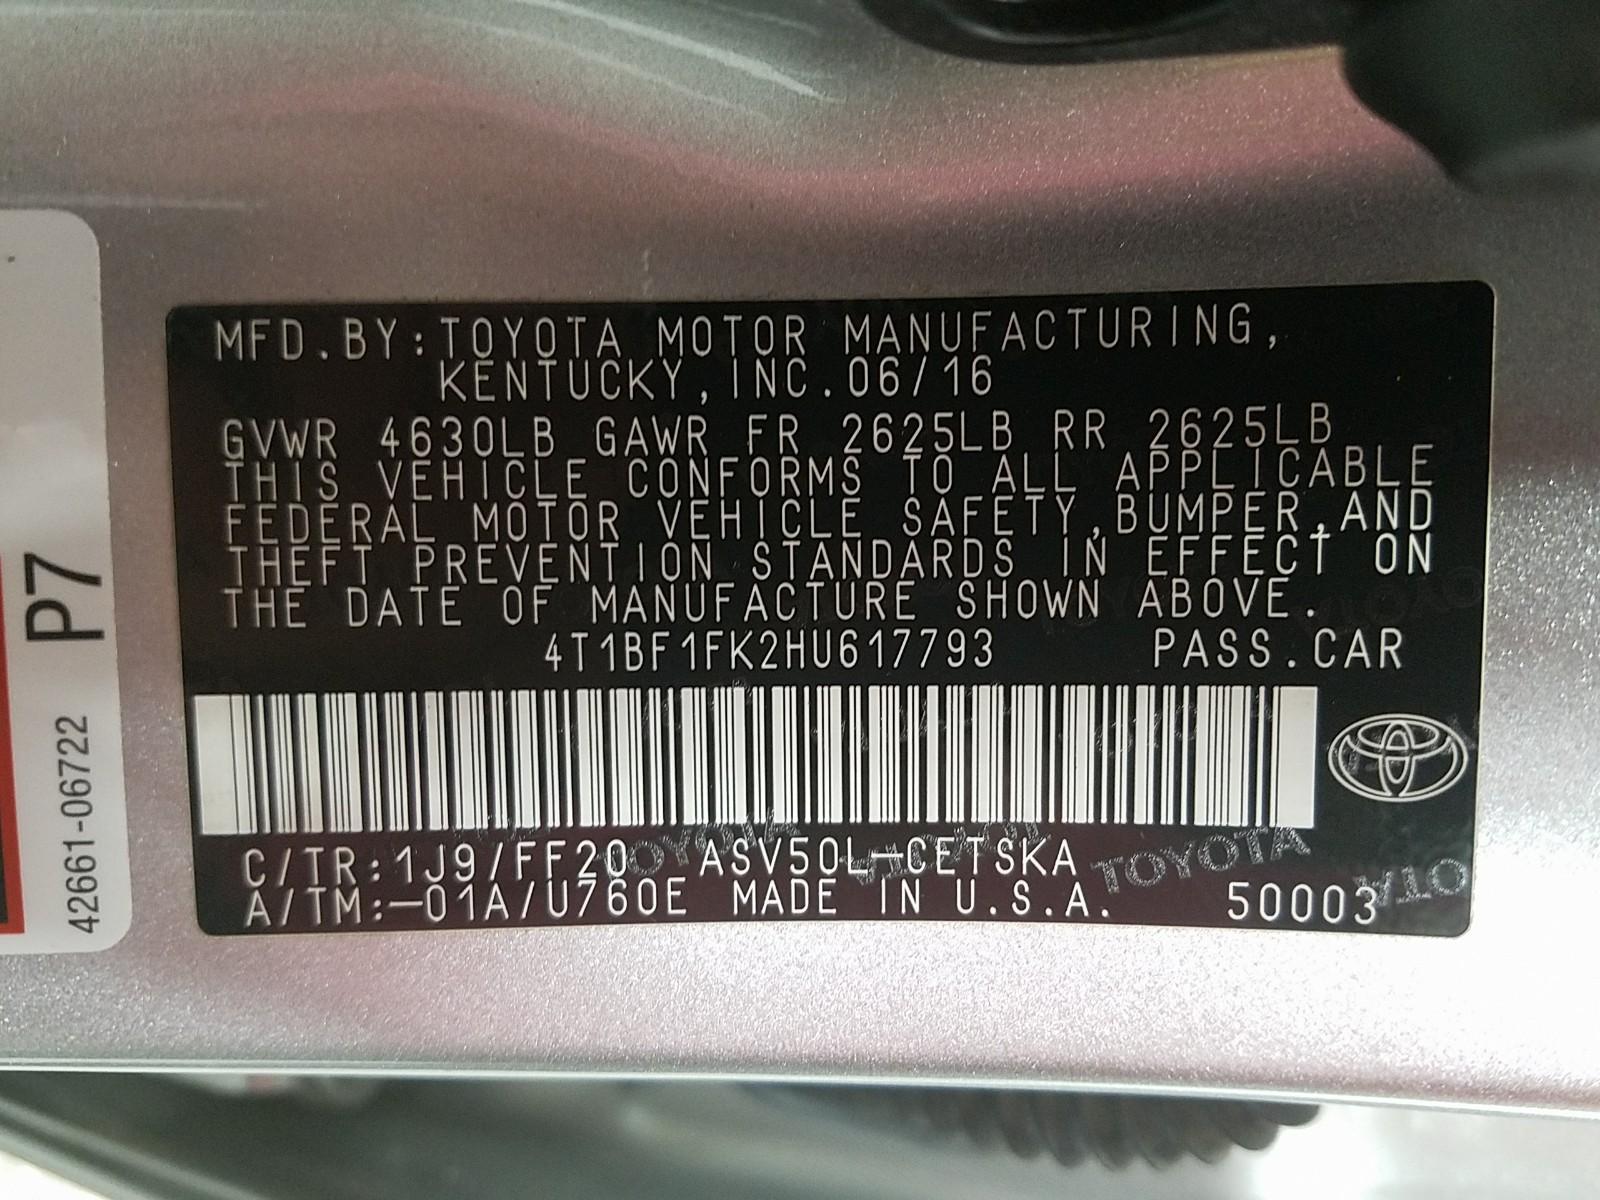 MFD.BY:TOYOTA MOTOR MANUFACTURING,
KENTUCKY,INC.06/16
GVWR 4630LB GAWR FR 2625LB RR 2625LB
THIS VEHICLE CONFORMS TO ALL APPLICABLE
FEDERAL MOTOR VEHICLE SAFETY,BUMPER,AND
THEFT PREVENTION STANDARDS IN EFFECT ON
THE DATE OF MANUFACTURE SHOWN ABOVE.
4T1BF1FK2HU617793 PASS.CAR
C/TR:1J9/FF20 ASV50L-CETSKA
A/TM:-01A/U760E MADE IN U.S.A. 50003
TOYOTA
P7
42661-06722